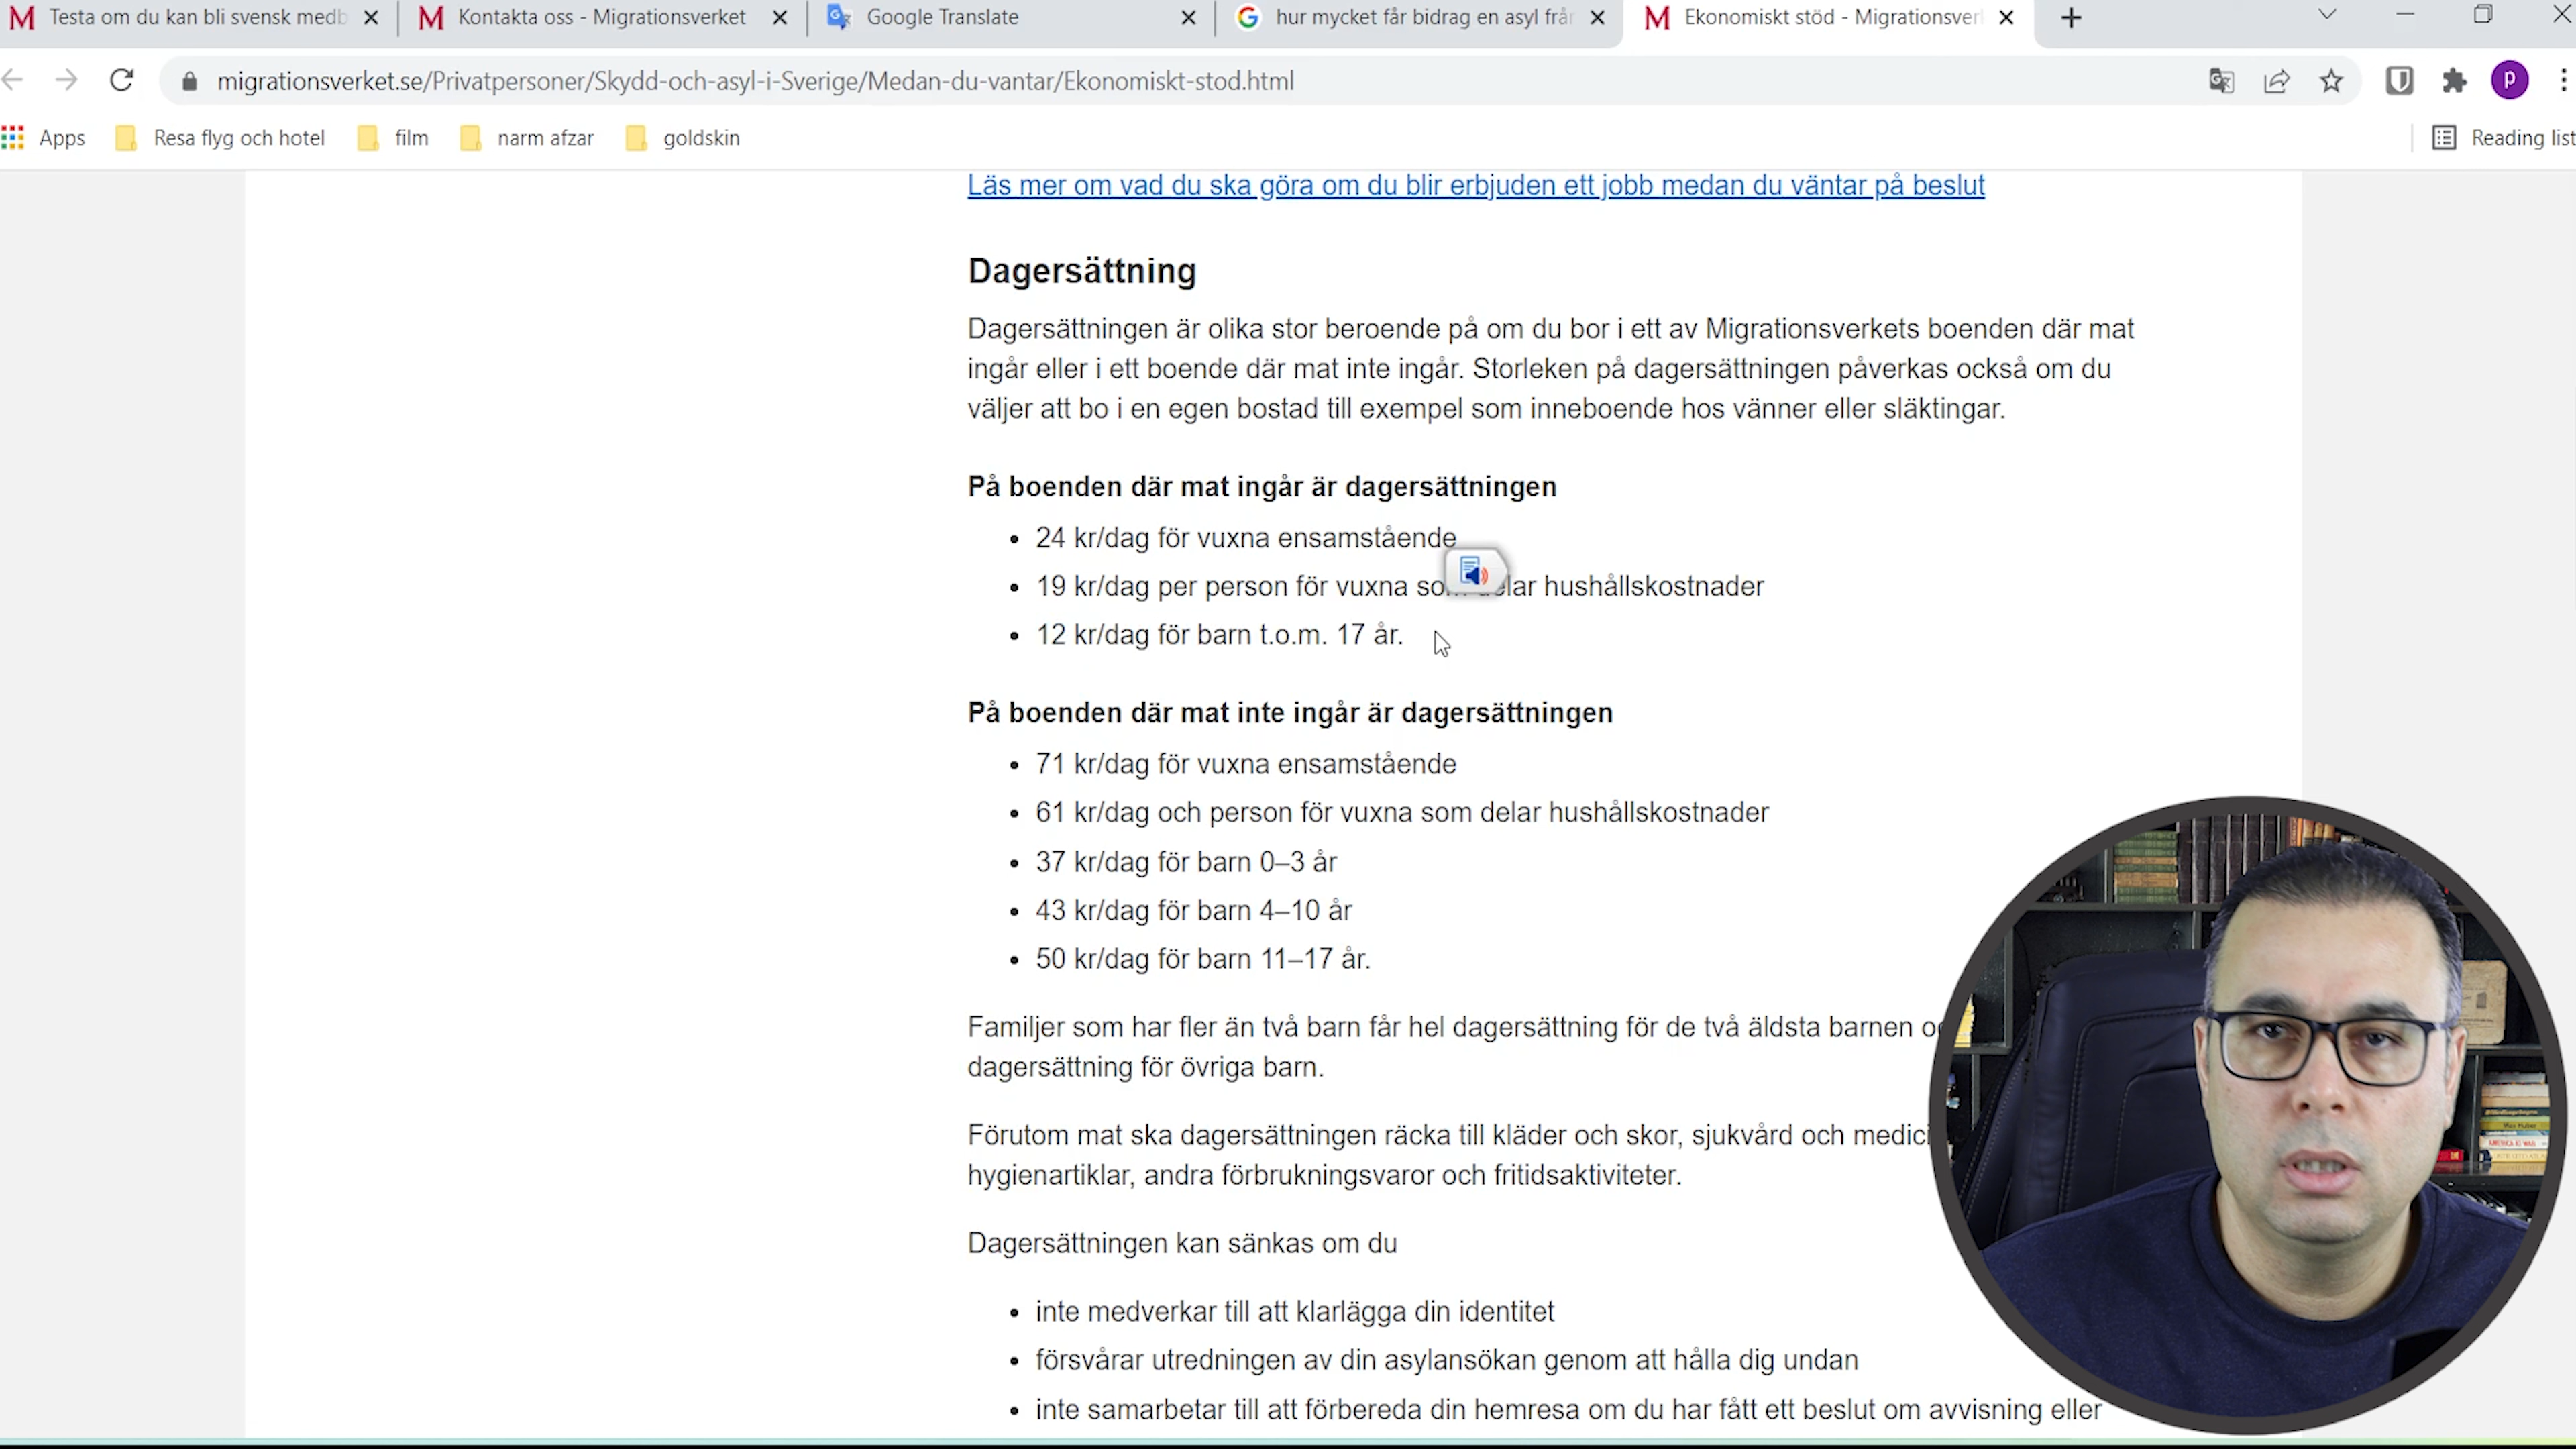 Testa om du kan bli svensk medb
Kontakta oss - Migrationsverket
Google Translate
hur mycket får bidrag en asyl från
Ekonomiskt stöd - Migrationsver
migrationsverket.se/Privatpersoner/Skydd-och-asyl-i-Sverige/Medan-du-vantar/Ekonomiskt-stod.html
p
Apps
Resa flyg och hotel
film
narm afzar
goldskin
Reading list
Läs mer om vad du ska göra om du blir erbjuden ett jobb medan du väntar på beslut
Dagersättning
Dagersättningen är olika stor beroende på om du bor i ett av Migrationsverkets boenden där mat
ingår eller i ett boende där mat inte ingår. Storleken på dagersättningen påverkas också om du
väljer att bo i en egen bostad till exempel som inneboende hos vänner eller släktingar.
På boenden där mat ingår är dagersättningen
• 24 kr/dag för vuxna ensamstående
• 19 kr/dag per person för vuxna som delar hushållskostnader
• 12 kr/dag för barn t.o.m. 17 år.
På boenden där mat inte ingår är dagersättningen
• 71 kr/dag för vuxna ensamstående
• 61 kr/dag och person för vuxna som delar hushållskostnader
• 37 kr/dag för barn 0–3 år
• 43 kr/dag för barn 4–10 år
• 50 kr/dag för barn 11–17 år.
Familjer som har fler än två barn får hel dagersättning för de två äldsta barnen
dagersättning för övriga barn.
Förutom mat ska dagersättningen räcka till kläder och skor, sjukvård och medici
hygienartiklar, andra förbrukningsvaror och fritidsaktiviteter.
Dagersättningen kan sänkas om du
• inte medverkar till att klarlägga din identitet
• försvårar utredningen av din asylansökan genom att hålla dig undan
• inte samarbetar till att förbereda din hemresa om du har fått ett beslut om avvisning eller